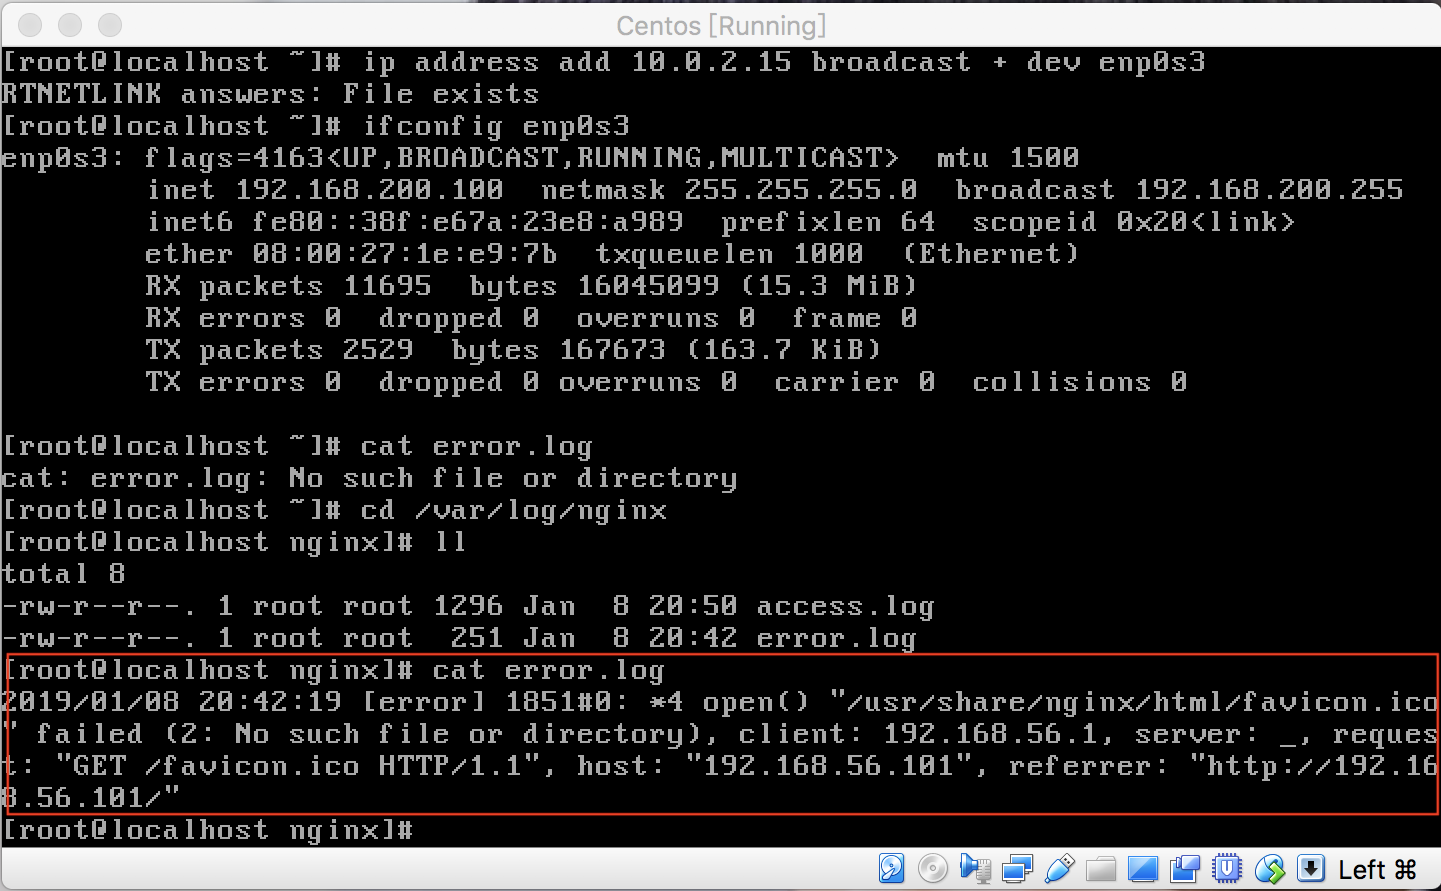 Centos [Running]
[root@localhost ~]# ip address add 10.0.2.15 broadcast + dev enp0s3
RTNETLINK answers: File exists
[root@localhost ~]# ifconfig enp0s3
enp0s3: flags=4163<UP,BROADCAST,RUNNING,MULTICAST>  mtu 1500
        inet 192.168.200.100  netmask 255.255.255.0  broadcast 192.168.200.255
        inet6 fe80::38f:e67a:23e8:a989  prefixlen 64  scopeid 0x20<link>
        ether 08:00:27:1e:e9:7b  txqueuelen 1000  (Ethernet)
        RX packets 11695  bytes 16045099 (15.3 MiB)
        RX errors 0  dropped 0  overruns 0  frame 0
        TX packets 2529  bytes 167673 (163.7 KiB)
        TX errors 0  dropped 0 overruns 0  carrier 0  collisions 0
[root@localhost ~]# cat error.log
cat: error.log: No such file or directory
[root@localhost ~]# cd /var/log/nginx
[root@localhost nginx]# ll
total 8
-rw-r--r--. 1 root root 1296 Jan  8 20:50 access.log
-rw-r--r--. 1 root root  251 Jan  8 20:42 error.log
[root@localhost nginx]# cat error.log
2019/01/08 20:42:19 [error] 1851#0: *4 open() "/usr/share/nginx/html/favicon.ico
" failed (2: No such file or directory), client: 192.168.56.1, server: _, reques
t: "GET /favicon.ico HTTP/1.1", host: "192.168.56.101", referrer: "http://192.16
8.56.101/"
[root@localhost nginx]#
Left ⌘